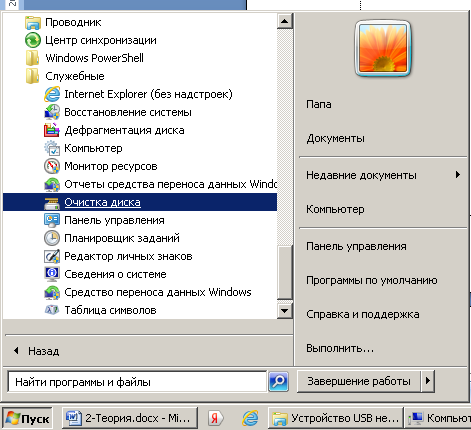 Проводник
Центр синхронизации
Windows PowerShell
Служебные
Internet Explorer (без надстроек)
Восстановление системы
Дефрагментация диска
Компьютер
Монитор ресурсов
Отчеты средства переноса данных Windo
Очистка диска
Панель управления
Планировщик заданий
Редактор личных знаков
Сведения о системе
Средство переноса данных Windows
Таблица символов
Назад
Найти программы и файлы
Папа
Документы
Недавние документы
Компьютер
Панель управления
Программы по умолчанию
Справка и поддержка
Выполнить...
Завершение работы
Пуск
2-Теория.docx - Mi...
Я
Устройство USB не...
Компью